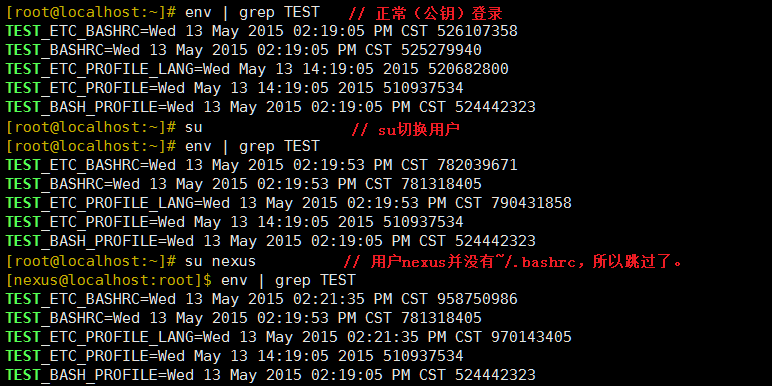 [root@localhost:~]# env | grep TEST // 正常（公钥）登录
TEST_ETC_BASHRC=Wed 13 May 2015 02:19:05 PM CST 526107358
TEST_BASHRC=Wed 13 May 2015 02:19:05 PM CST 525279940
TEST_ETC_PROFILE_LANG=Wed May 13 14:19:05 2015 520682800
TEST_ETC_PROFILE=Wed May 13 14:19:05 2015 510937534
TEST_BASH_PROFILE=Wed 13 May 2015 02:19:05 PM CST 524442323
[root@localhost:~]# su // su切换用户
[root@localhost:~]# env | grep TEST
TEST_ETC_BASHRC=Wed 13 May 2015 02:19:53 PM CST 782039671
TEST_BASHRC=Wed 13 May 2015 02:19:53 PM CST 781318405
TEST_ETC_PROFILE_LANG=Wed 13 May 2015 02:19:53 PM CST 790431858
TEST_ETC_PROFILE=Wed May 13 14:19:05 2015 510937534
TEST_BASH_PROFILE=Wed 13 May 2015 02:19:05 PM CST 524442323
[root@localhost:~]# su nexus // 用户nexus并没有~/.bashrc，所以跳过了。
[nexus@localhost:root]$ env | grep TEST
TEST_ETC_BASHRC=Wed 13 May 2015 02:21:35 PM CST 958750986
TEST_BASHRC=Wed 13 May 2015 02:19:53 PM CST 781318405
TEST_ETC_PROFILE_LANG=Wed 13 May 2015 02:21:35 PM CST 970143405
TEST_ETC_PROFILE=Wed May 13 14:19:05 2015 510937534
TEST_BASH_PROFILE=Wed 13 May 2015 02:19:05 PM CST 524442323